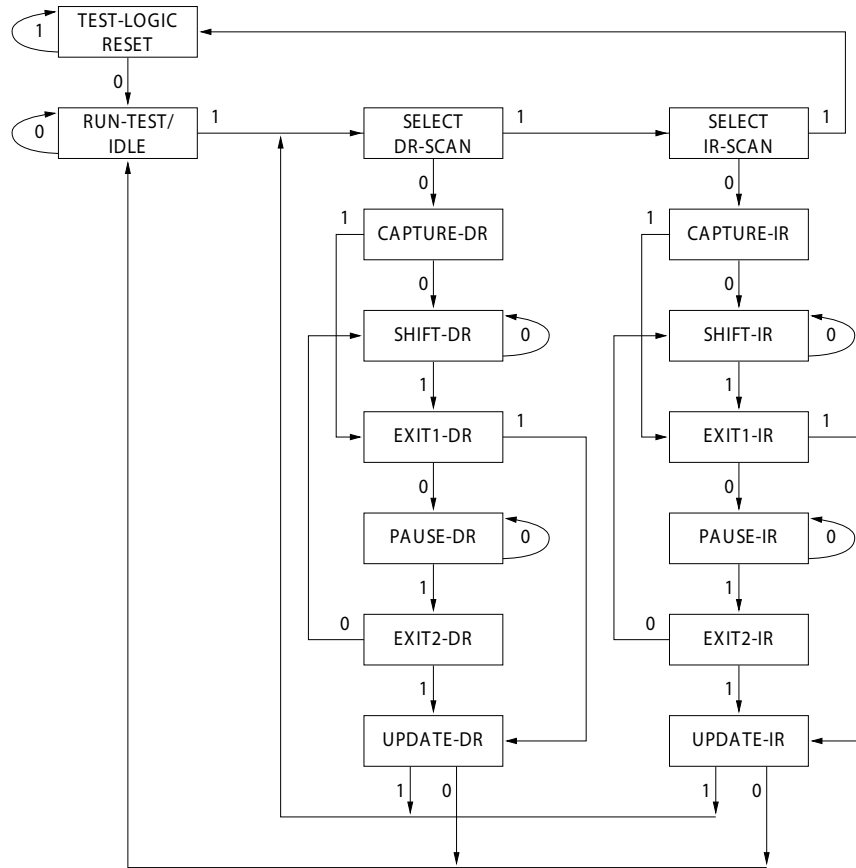 TEST-LOGIC
RESET
1
0
RUN-TEST/
IDLE
0
1
SELECT
DR-SCAN
1
SELECT
IR-SCAN
1
0
0
1
CAPTURE-DR
1
CAPTURE-IR
0
0
SHIFT-DR
0
SHIFT-IR
0
1
1
EXIT1-DR
1
EXIT1-IR
1
0
0
PAUSE-DR
0
PAUSE-IR
0
1
1
0
EXIT2-DR
0
EXIT2-IR
1
1
UPDATE-DR
UPDATE-IR
1
0
1
0